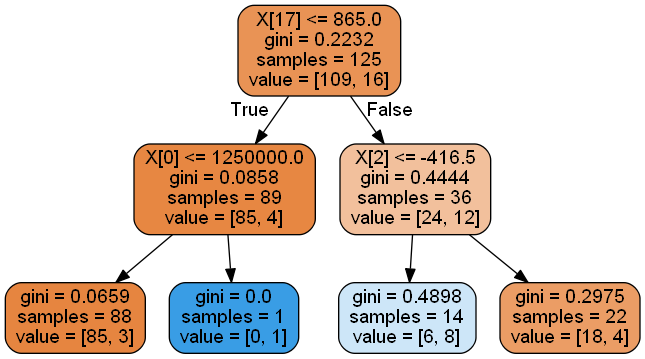 X[17] <= 865.0
gini = 0.2232
samples = 125
value = [109, 16]
True
False
X[0] <= 1250000.0
gini = 0.0858
samples = 89
value = [85, 4]
X[2] <= -416.5
gini = 0.4444
samples = 36
value = [24, 12]
gini = 0.0659
samples = 88
value = [85, 3]
gini = 0.0
samples = 1
value = [0, 1]
gini = 0.4898
samples = 14
value = [6, 8]
gini = 0.2975
samples = 22
value = [18, 4]